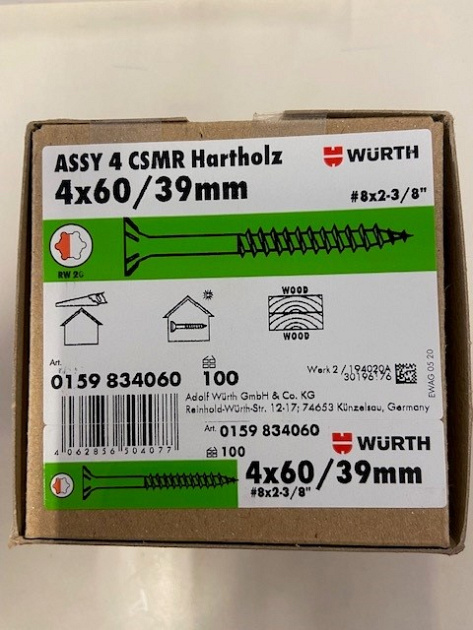 ASSY 4 CSMR Hartholz
WÜRTH
4x60/39mm
#8x2-3/8"
RW 20
WOOD
WOOD
Art.
0159 834060
100
Werk 2 / 194020A
30196176
EWAG 05 20
Adolf Würth GmbH & Co. KG
Reinhold-Würth-Str. 12-17; 74653 Künzelsau, Germany
4 062856 504077
Art. 0159 834060
100
WÜRTH
4x60/39mm
#8x2-3/8"